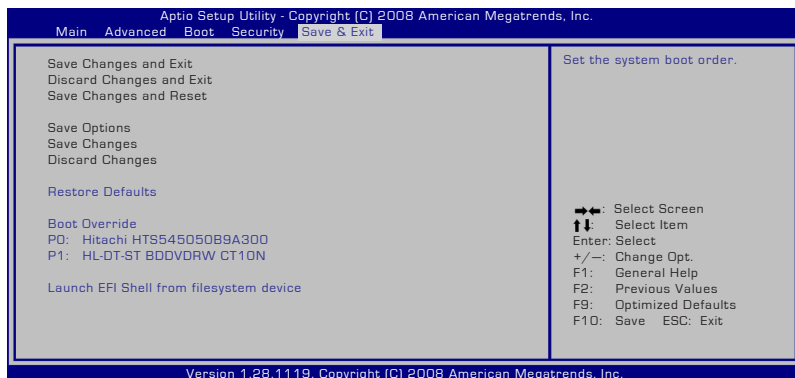 Aptio Setup Utility - Copyright (C) 2008 American Megatrends, Inc.
Main Advanced Boot Security Save & Exit
Save Changes and Exit
Discard Changes and Exit
Save Changes and Reset
Save Options
Save Changes
Discard Changes
Restore Defaults
Boot Override
P0: Hitachi HTS545050B9A300
P1: HL-DT-ST BDDVDRW CT10N
Launch EFI Shell from filesystem device
Set the system boot order.
→←: Select Screen
↑↓: Select Item
Enter: Select
+/—: Change Opt.
F1: General Help
F2: Previous Values
F9: Optimized Defaults
F10: Save ESC: Exit
Version 1.28.1119. Copyright (C) 2008 American Megatrends, Inc.